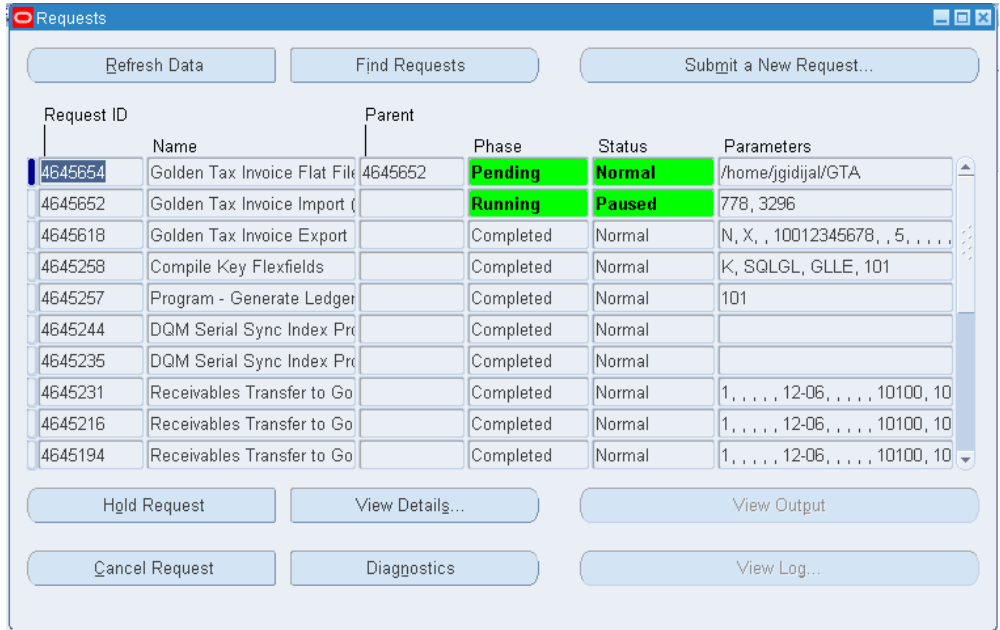 Requests
Refresh Data Find Requests Submit a New Request...
Request ID Parent
Name Phase Status Parameters
4645654 Golden Tax Invoice Flat File 4645652 Pending Normal /home/jgidijal/GTA
4645652 Golden Tax Invoice Import ( Running Paused 778, 3296
4645618 Golden Tax Invoice Export Completed Normal N, X, , 10012345678, , 5, , , , ,
4645258 Compile Key Flexfields Completed Normal K, SQLGL, GLLE, 101
4645257 Program - Generate Ledger Completed Normal 101
4645244 DQM Serial Sync Index Pro Completed Normal
4645235 DQM Serial Sync Index Pro Completed Normal
4645231 Receivables Transfer to Go Completed Normal 1, , , , , 12-06, , , , , 10100, 10
4645216 Receivables Transfer to Go Completed Normal 1, , , , , 12-06, , , , , 10100, 10
4645194 Receivables Transfer to Go Completed Normal 1, , , , , 12-06, , , , , 10100, 10
Hold Request View Details... View Output
Cancel Request Diagnostics View Log...